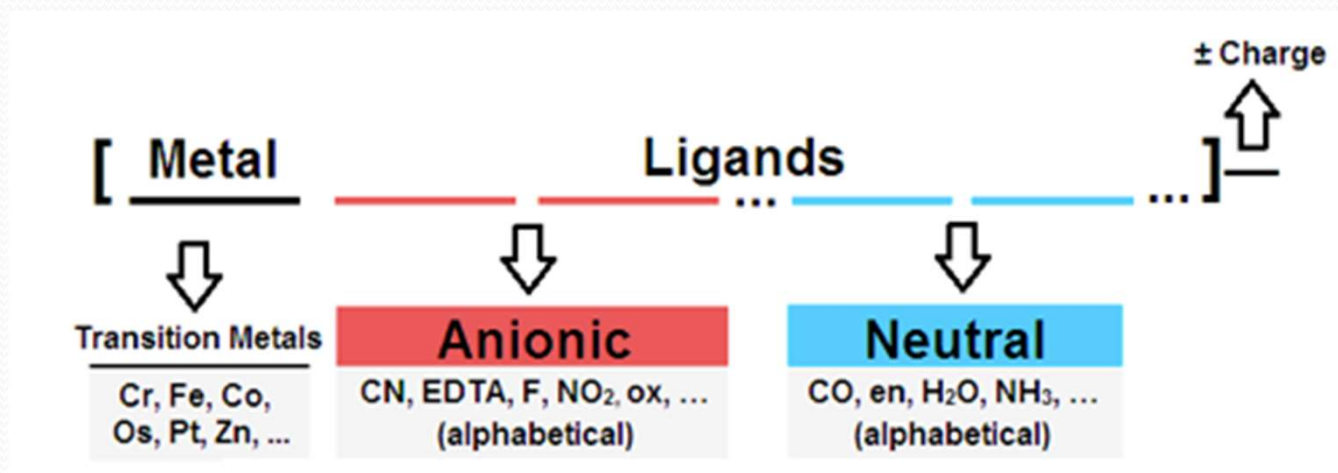 ± Charge
[ Metal Ligands ... ... ]
Transition Metals
Cr, Fe, Co,
Os, Pt, Zn, ...
Anionic
CN, EDTA, F, NO₂, ox, ...
(alphabetical)
Neutral
CO, en, H₂O, NH₃, ...
(alphabetical)